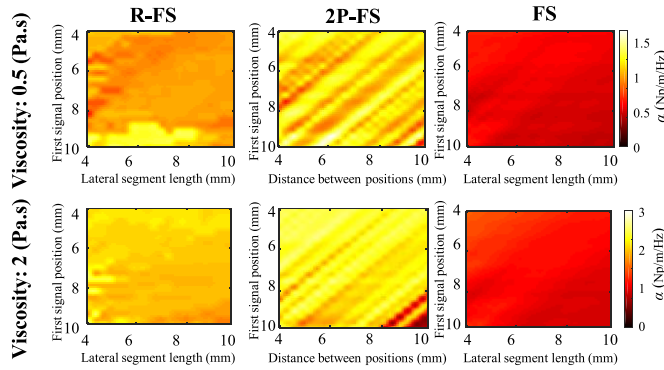 R-FS 2P-FS FS
Viscosity: 0.5 (Pa.s)
First signal position (mm)
4
6
8
10
4 6 8 10
Lateral segment length (mm)
First signal position (mm)
4
6
8
10
4 6 8 10
Distance between positions (mm)
First signal position (mm)
4
6
8
10
4 6 8 10
Lateral segment length (mm)
1.5
1
0.5
0
α (Np/m/Hz)
Viscosity: 2 (Pa.s)
First signal position (mm)
4
6
8
10
4 6 8 10
Lateral segment length (mm)
First signal position (mm)
4
6
8
10
4 6 8 10
Distance between positions (mm)
First signal position (mm)
4
6
8
10
4 6 8 10
Lateral segment length (mm)
3
2
1
0
α (Np/m/Hz)